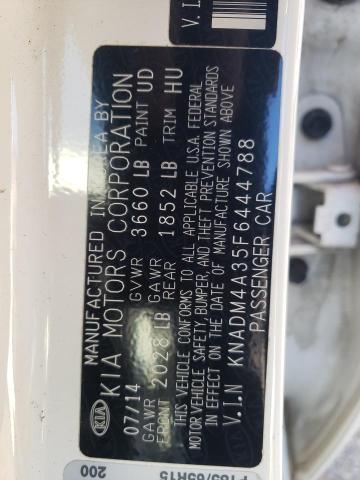 V.I.N
KIA
MANUFACTURED IN KOREA BY
KIA MOTORS CORPORATION
07/14 GVWR 3660 LB PAINT UD
GAWR FRONT 2028 LB GAWR REAR 1852 LB TRIM HU
THIS VEHICLE CONFORMS TO ALL APPLICABLE U.S.A. FEDERAL
MOTOR VEHICLE SAFETY, BUMPER, AND THEFT PREVENTION STANDARDS
IN EFFECT ON THE DATE OF MANUFACTURE SHOWN ABOVE
V.I.N KNADM4A35F6444788
PASSENGER CAR
P185/65R15
200